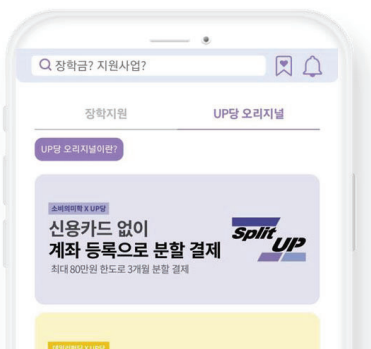 장학금? 지원사업?
장학지원
UP당 오리지널
UP당 오리지널이란?
소비의미학 X UP당
신용카드 없이
계좌 등록으로 분할 결제
최대 80만원 한도로 3개월 분할 결제
Split
UP